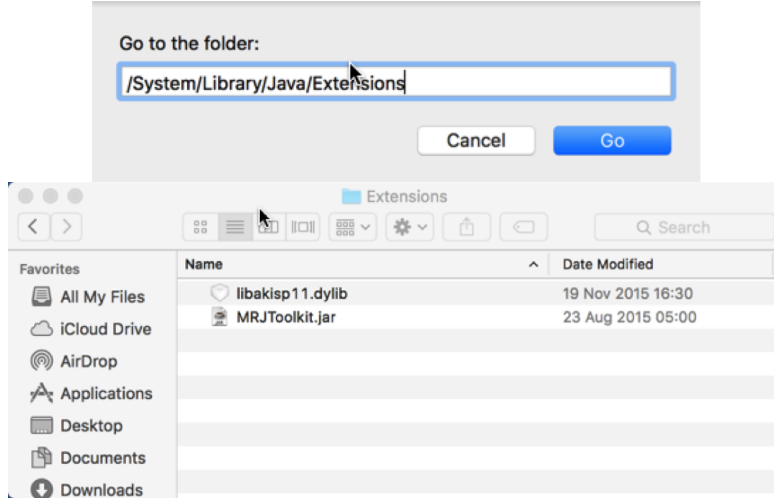 Go to the folder:
/System/Library/Java/Extensions
Cancel Go
Extensions
Search
Favorites
All My Files
iCloud Drive
AirDrop
Applications
Desktop
Documents
Downloads
Name Date Modified
libakisp11.dylib 19 Nov 2015 16:30
MRJToolkit.jar 23 Aug 2015 05:00